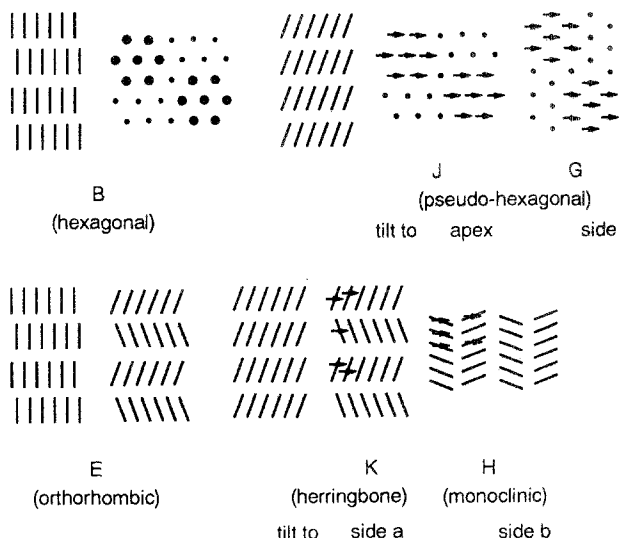 B
(hexagonal)
J G
(pseudo-hexagonal)
tilt to apex side
E
(orthorhombic)
K H
(herringbone) (monoclinic)
tilt to side a side b